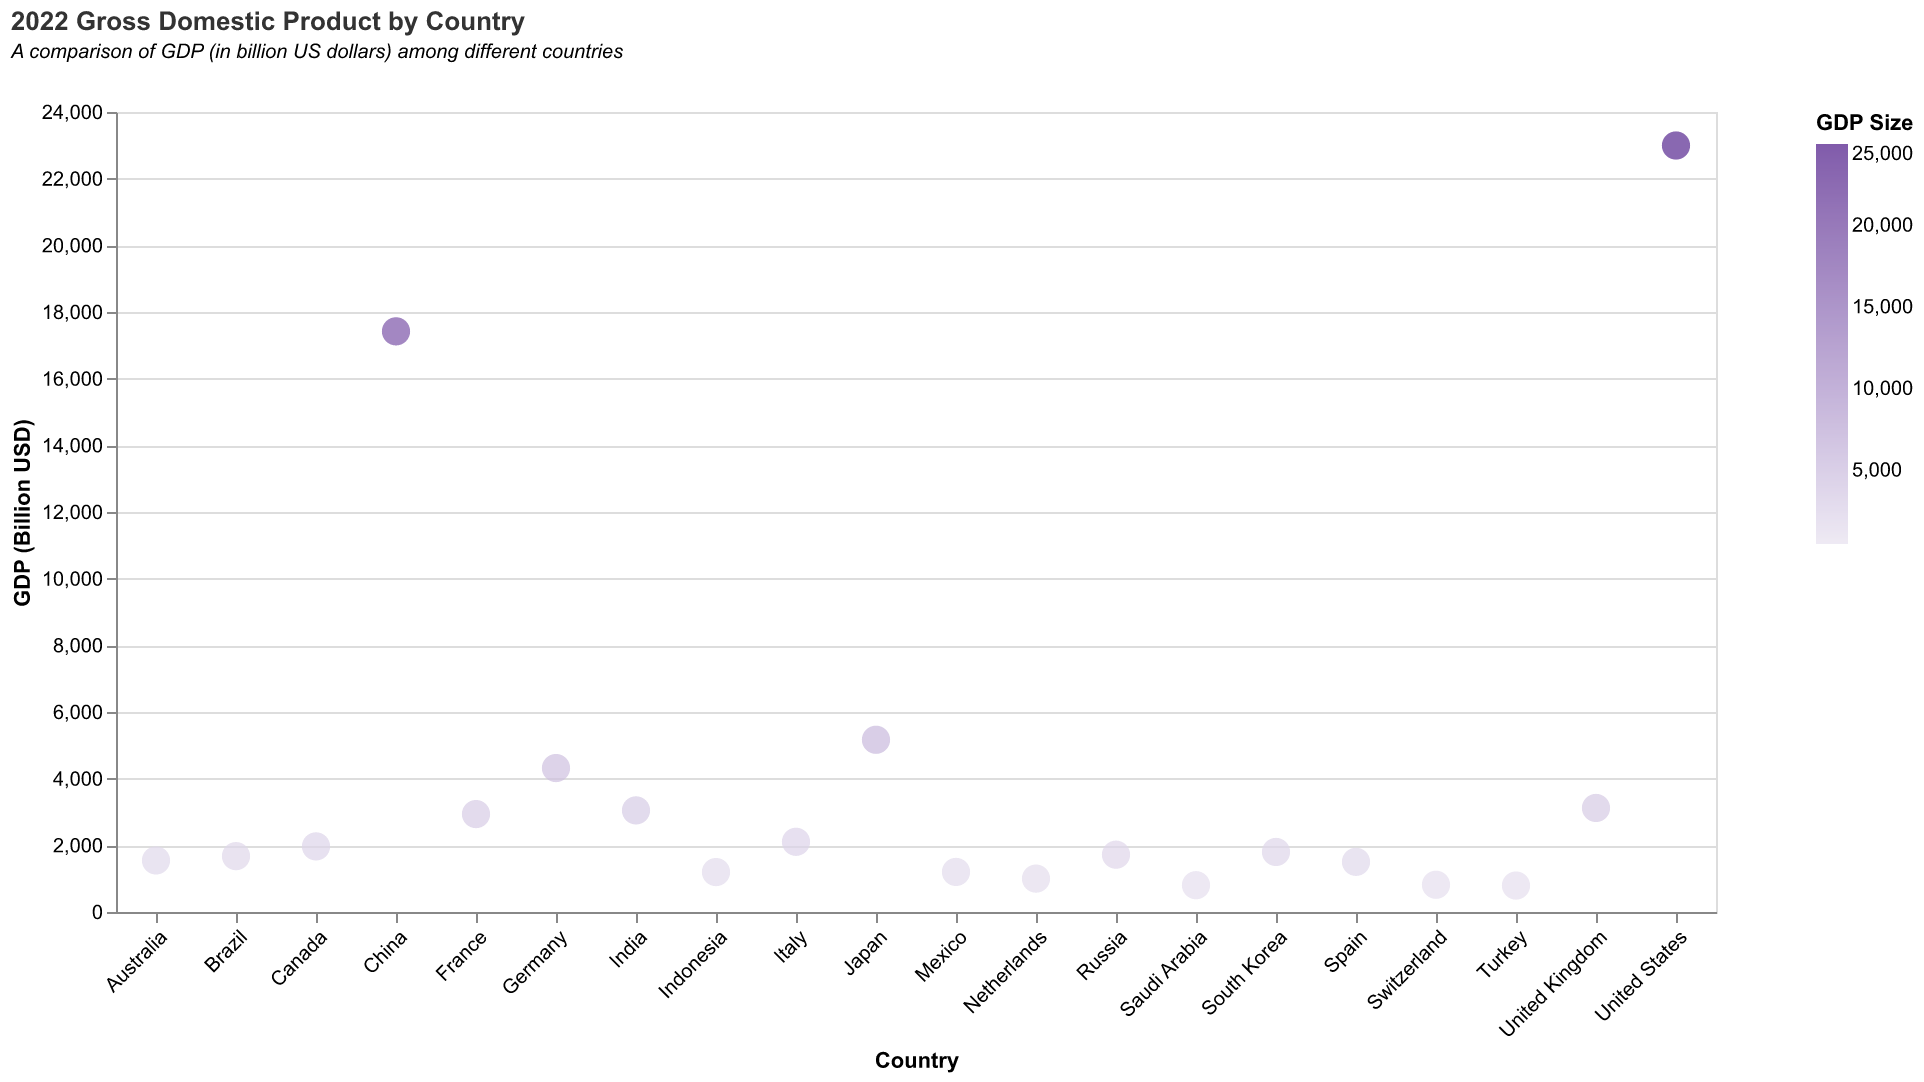 2022 Gross Domestic Product by Country
A comparison of GDP (in billion US dollars) among different countries
GDP (Billion USD)
24,000
22,000
20,000
18,000
16,000
14,000
12,000
10,000
8,000
6,000
4,000
2,000
0
Australia
Brazil
Canada
China
France
Germany
India
Indonesia
Italy
Japan
Mexico
Netherlands
Russia
Saudi Arabia
South Korea
Spain
Switzerland
Turkey
United Kingdom
United States
Country
GDP Size
25,000
20,000
15,000
10,000
5,000